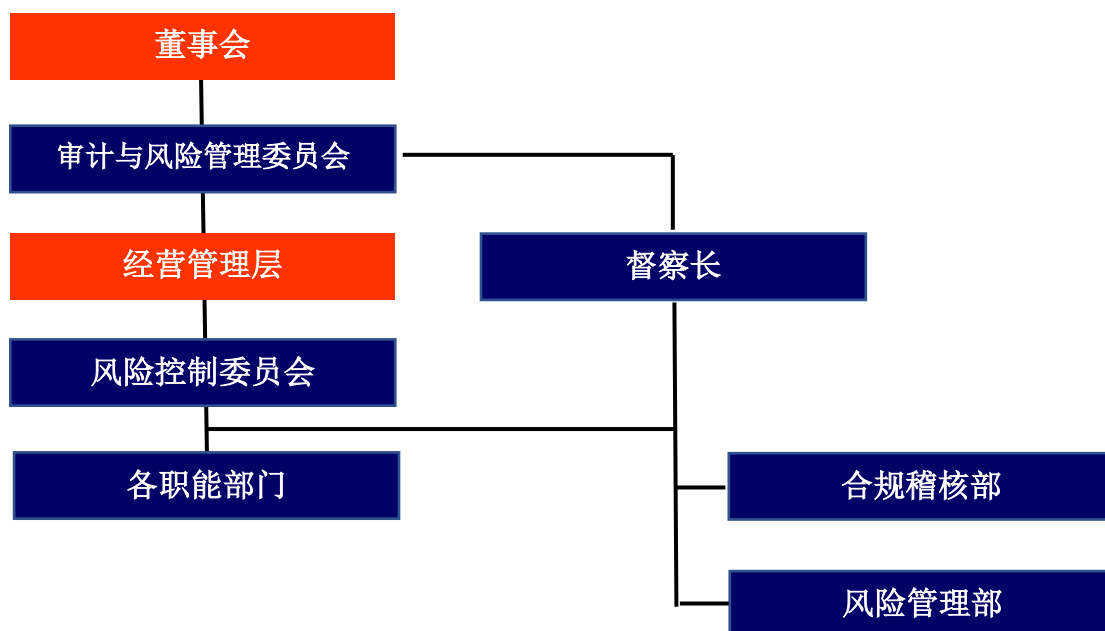 董事会
审计与风险管理委员会
经营管理层
督察长
风险控制委员会
各职能部门
合规稽核部
风险管理部